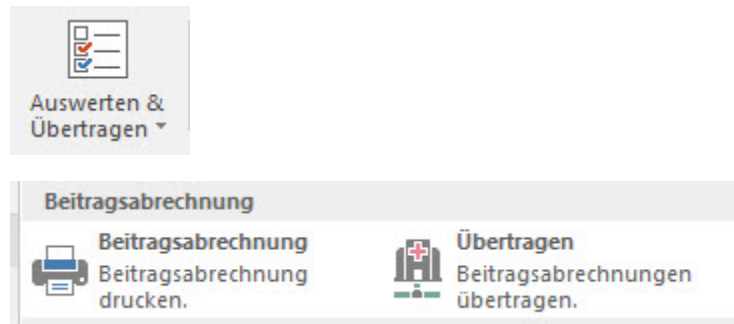 Auswerten &
Übertragen
Beitragsabrechnung
Beitragsabrechnung
Beitragsabrechnung
drucken.
Übertragen
Beitragsabrechnungen
übertragen.